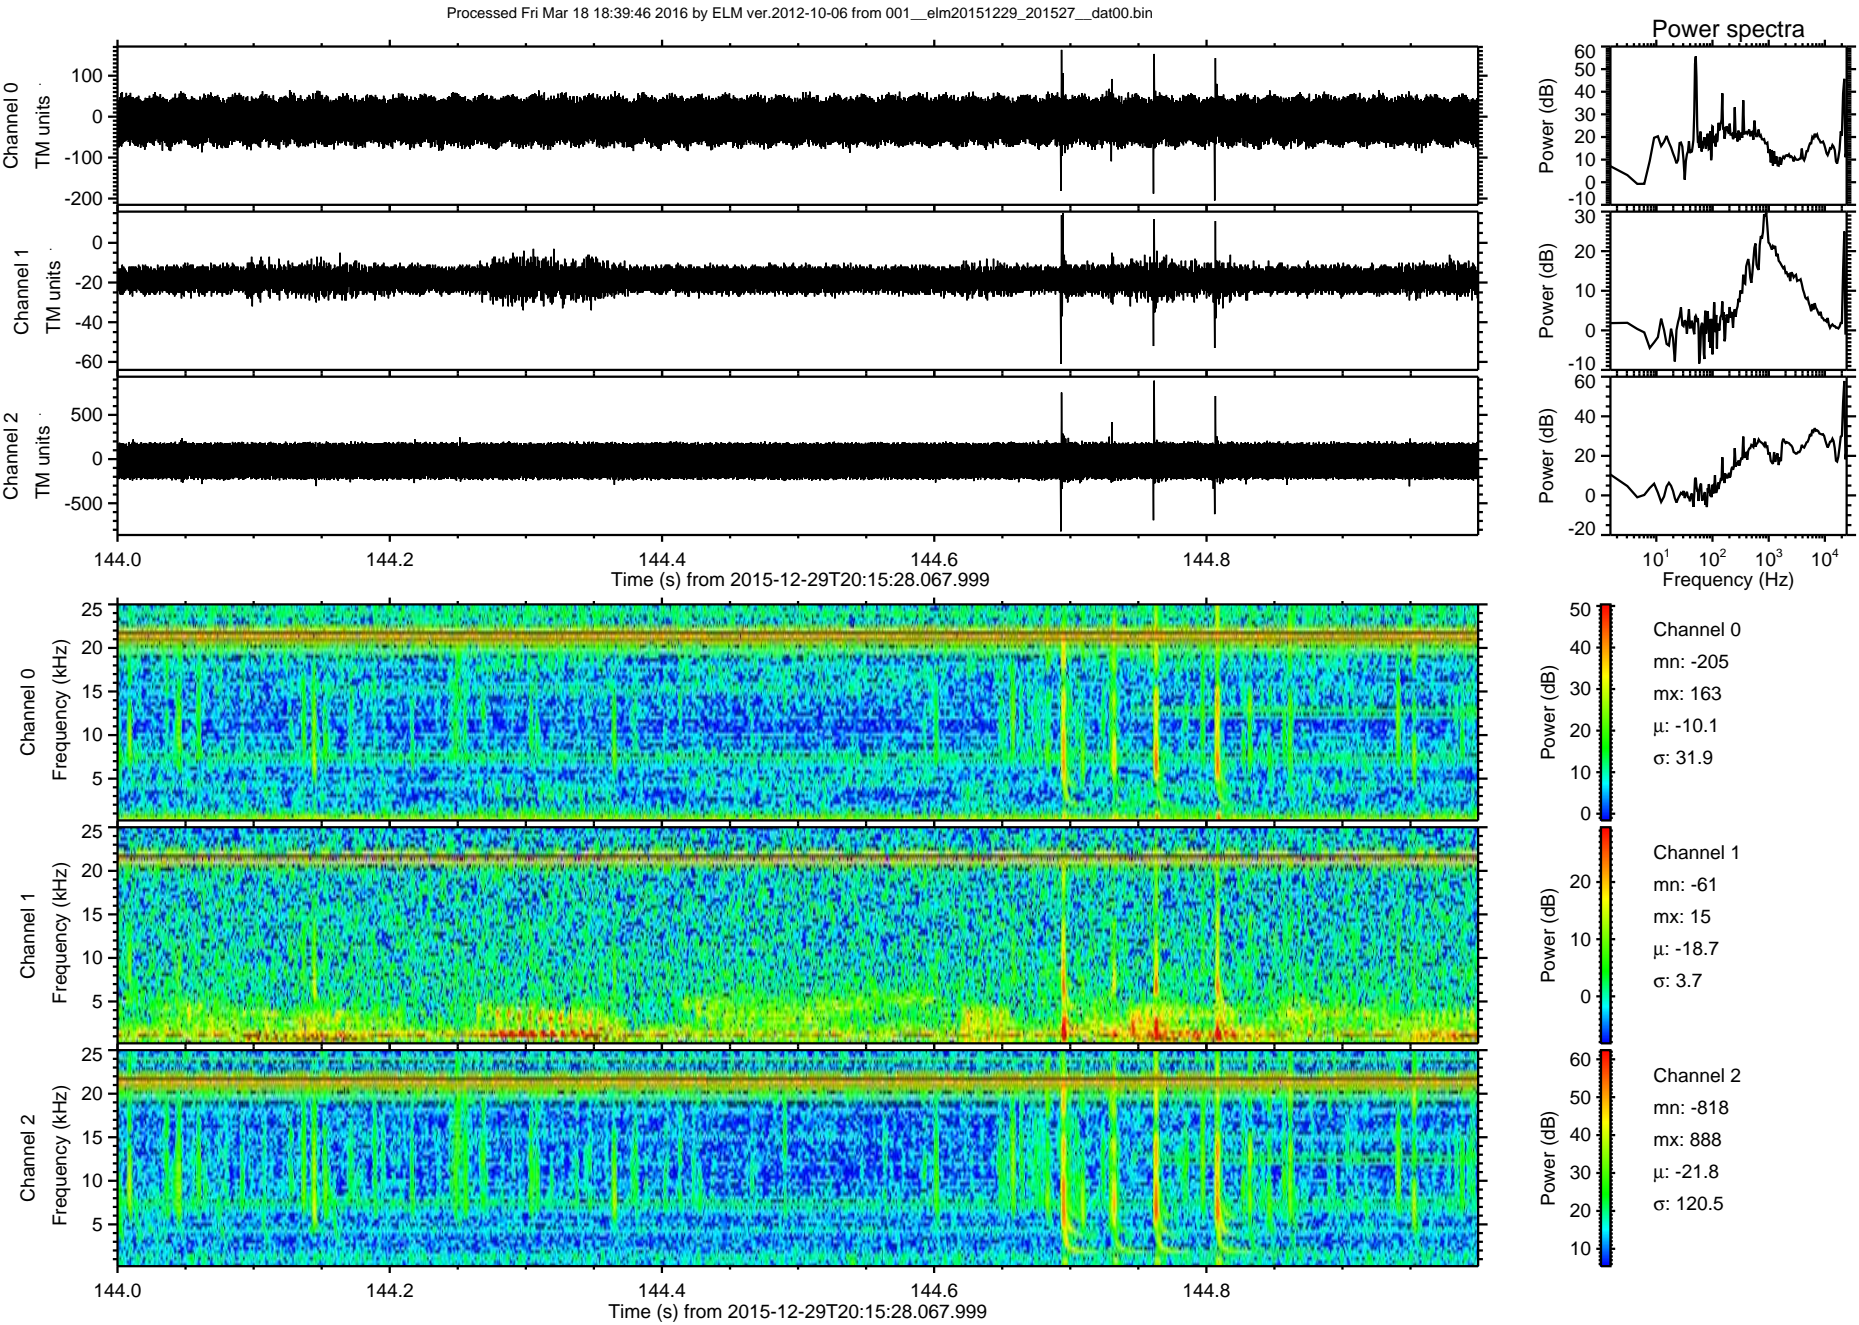 Processed Fri Mar 18 18:39:46 2016 by ELM ver.2012-10-06 from 001__elm20151229_201527__dat00.bin
Power spectra
Channel 0
TM units
100
0
-100
-200
Power (dB)
60
50
40
30
20
10
0
-10
Channel 1
TM units
0
-20
-40
-60
Power (dB)
30
20
10
0
-10
Channel 2
TM units
500
0
-500
Power (dB)
60
40
20
0
-20
144.0 144.2 144.4 144.6 144.8
Time (s) from 2015-12-29T20:15:28.067.999
10¹ 10² 10³ 10⁴
Frequency (Hz)
Channel 0
Frequency (kHz)
25
20
15
10
5
Power (dB)
50
40
30
20
10
0
Channel 0
mn: -205
mx: 163
μ: -10.1
σ: 31.9
Channel 1
Frequency (kHz)
25
20
15
10
5
Power (dB)
20
10
0
Channel 1
mn: -61
mx: 15
μ: -18.7
σ: 3.7
Channel 2
Frequency (kHz)
25
20
15
10
5
Power (dB)
60
50
40
30
20
10
Channel 2
mn: -818
mx: 888
μ: -21.8
σ: 120.5
144.0 144.2 144.4 144.6 144.8
Time (s) from 2015-12-29T20:15:28.067.999